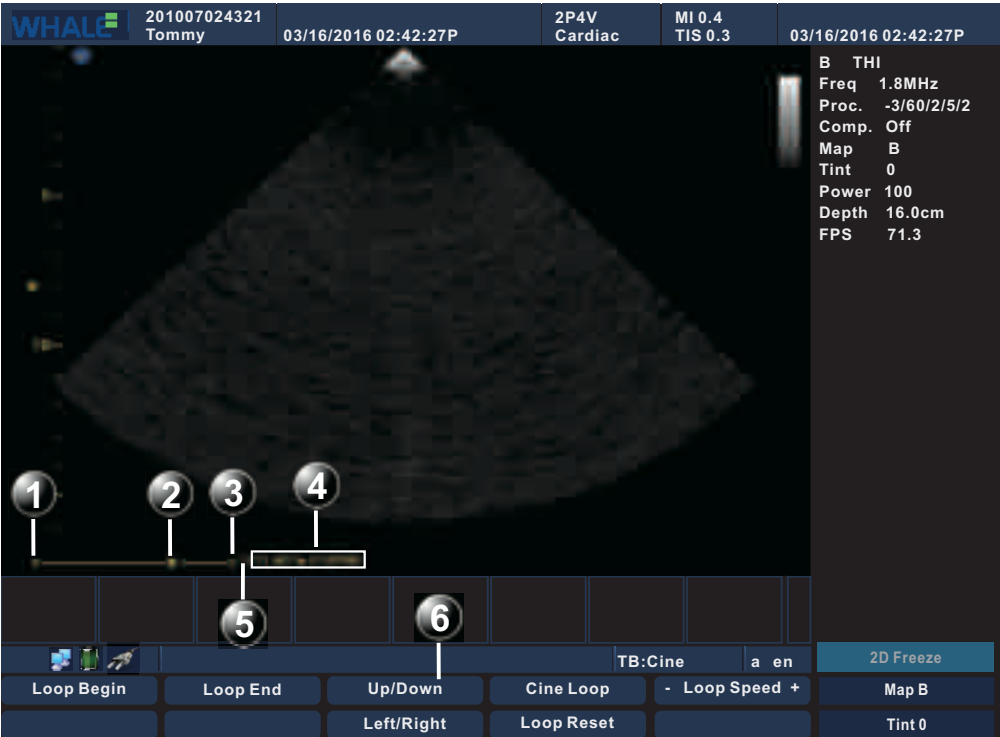 WHALE 201007024321 2P4V MI 0.4
Tommy 03/16/2016 02:42:27P Cardiac TIS 0.3 03/16/2016 02:42:27P
B THI
Freq 1.8MHz
Proc. -3/60/2/5/2
Comp. Off
Map B
Tint 0
Power 100
Depth 16.0cm
FPS 71.3
1 2 3 4
5 6
TB:Cine a en 2D Freeze
Loop Begin Loop End Up/Down Cine Loop - Loop Speed + Map B
Left/Right Loop Reset Tint 0